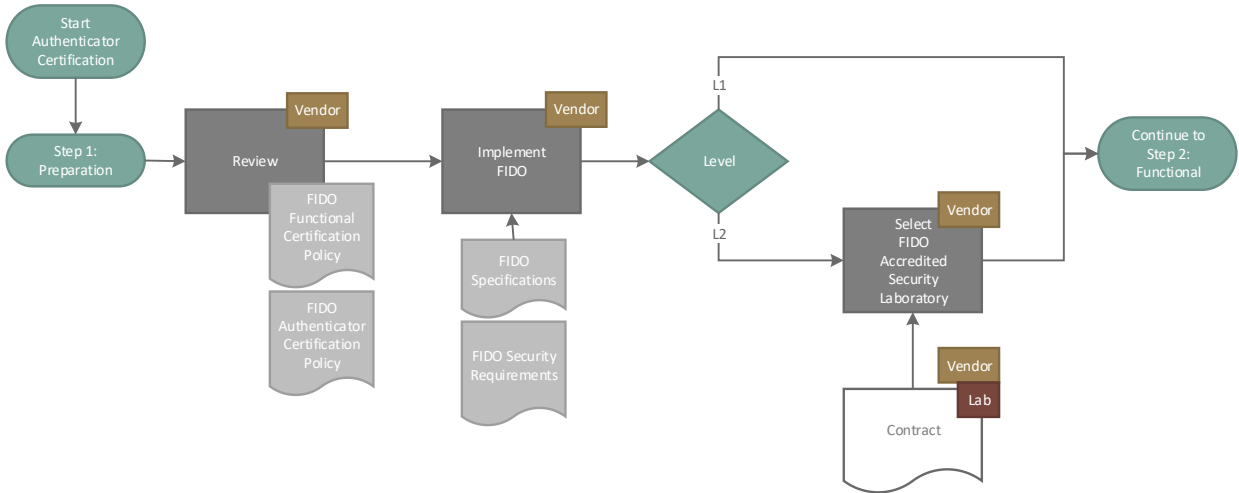 Start
Authenticator
Certification
Step 1:
Preparation
Vendor
Review
FIDO
Functional
Certification
Policy
FIDO
Authenticator
Certification
Policy
Vendor
Implement
FIDO
FIDO
Specifications
FIDO Security
Requirements
Level
L1
L2
Vendor
Select
FIDO
Accredited
Security
Laboratory
Vendor
Lab
Contract
Continue to
Step 2:
Functional